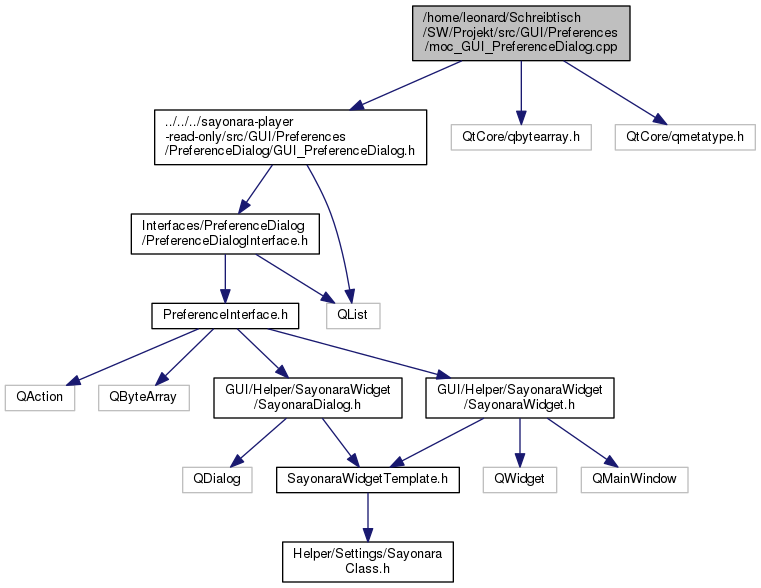 /home/leonard/Schreibtisch
/SW/Projekt/src/GUI/Preferences
/moc_GUI_PreferenceDialog.cpp
../../../sayonara-player
-read-only/src/GUI/Preferences
/PreferenceDialog/GUI_PreferenceDialog.h
QtCore/qbytearray.h
QtCore/qmetatype.h
Interfaces/PreferenceDialog
/PreferenceDialogInterface.h
PreferenceInterface.h
QList
QAction
QByteArray
GUI/Helper/SayonaraWidget
/SayonaraDialog.h
GUI/Helper/SayonaraWidget
/SayonaraWidget.h
QDialog
SayonaraWidgetTemplate.h
QWidget
QMainWindow
Helper/Settings/Sayonara
Class.h